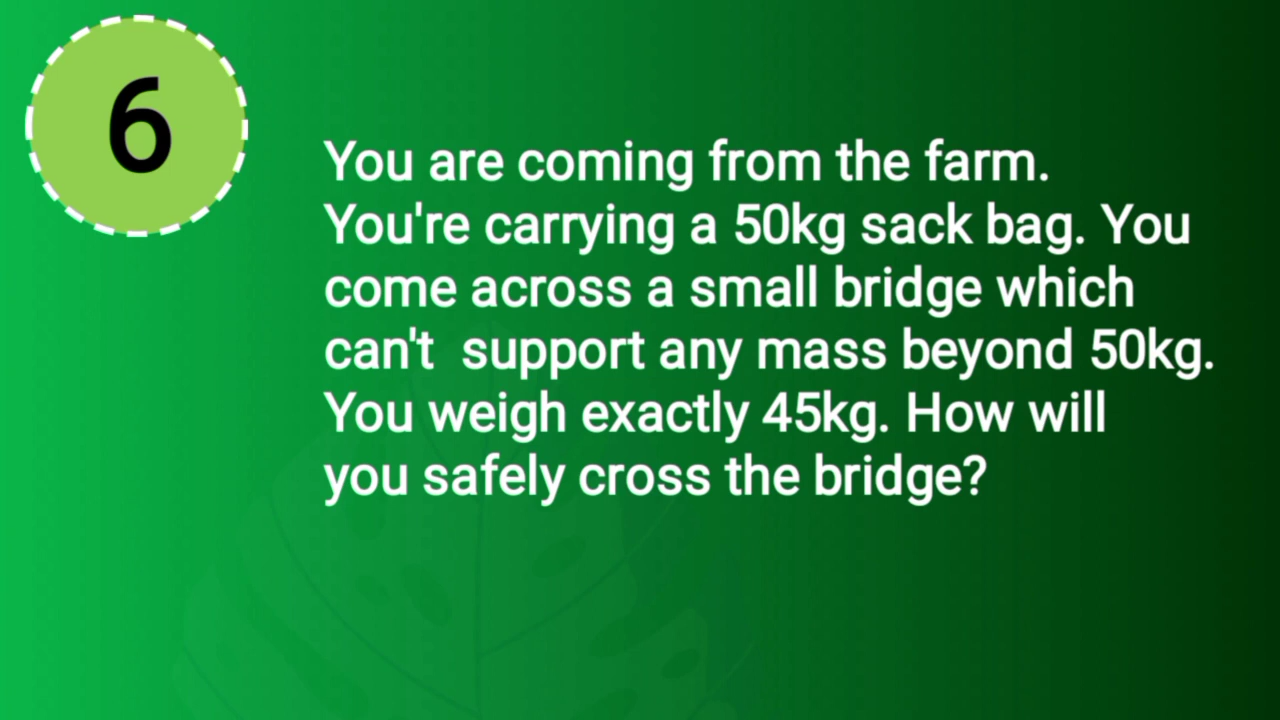 6
You are coming from the farm.
You're carrying a 50kg sack bag. You
come across a small bridge which
can't  support any mass beyond 50kg.
You weigh exactly 45kg. How will
you safely cross the bridge?